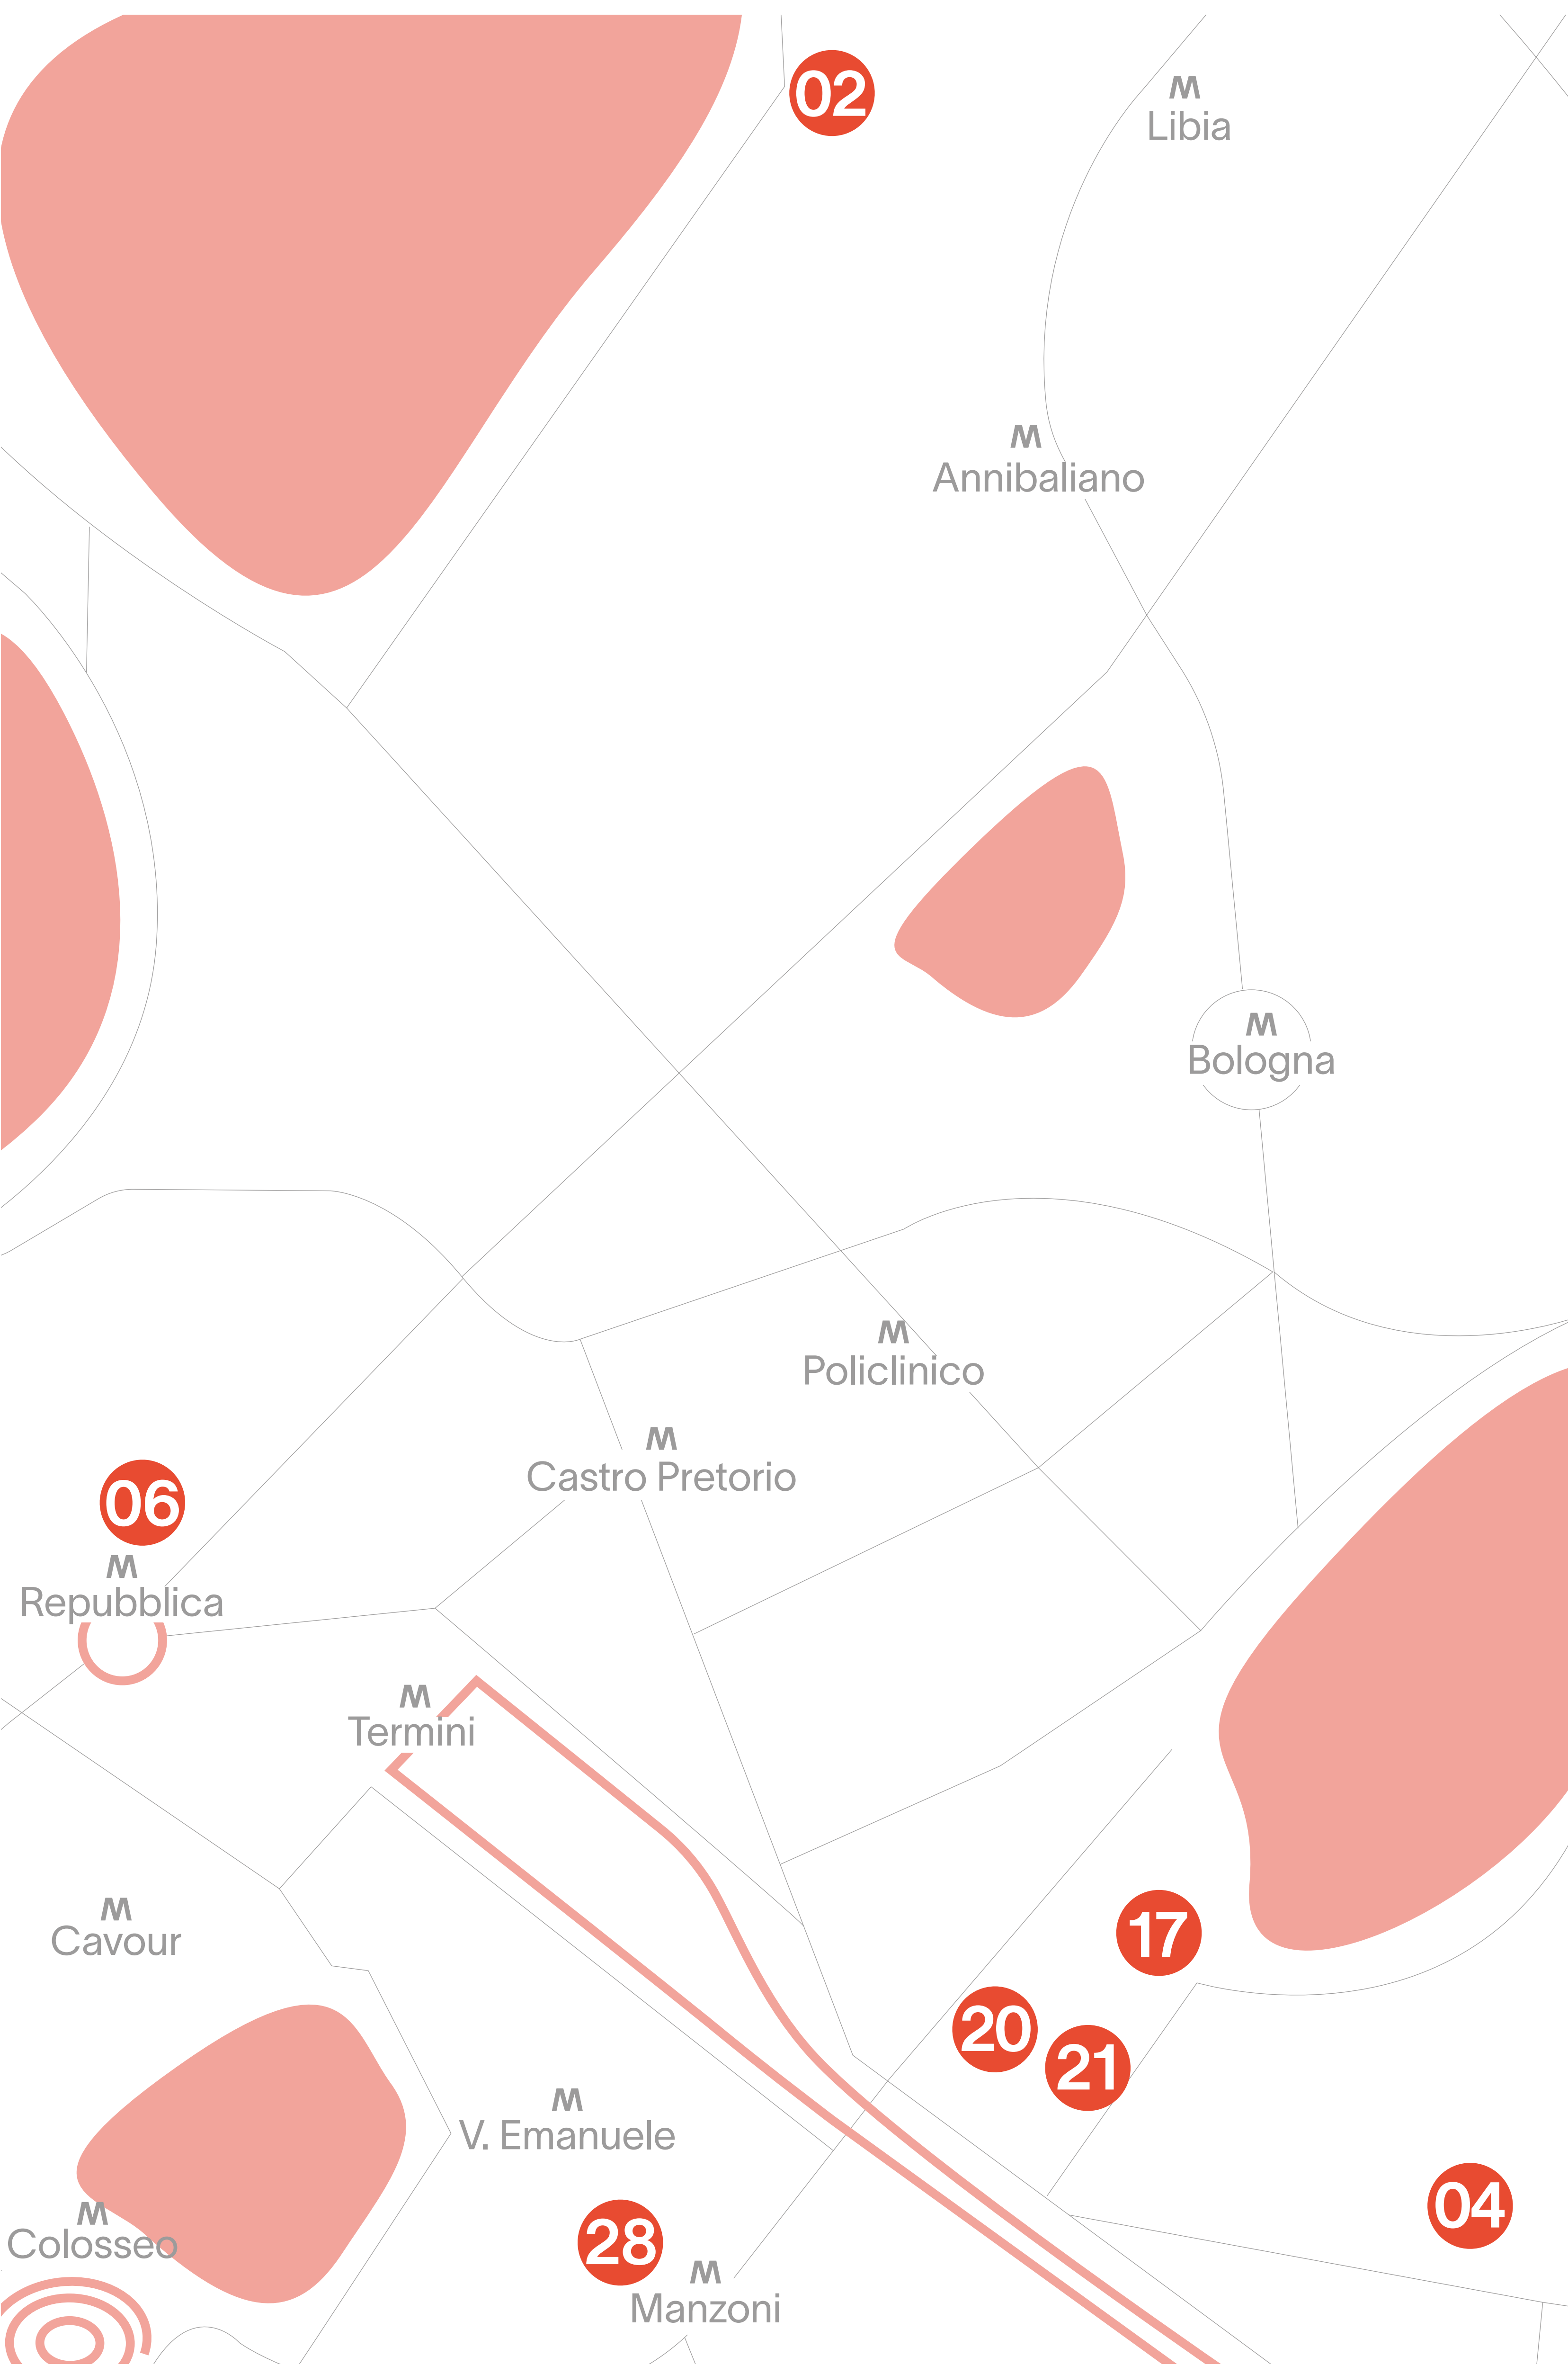 02
M
Libia
M
Annibaliano
M
Bologna
M
Policlinico
M
Castro Pretorio
06
M
Repubblica
M
Termini
M
Cavour
17
20
21
M
V. Emanuele
04
M
Colosseo
28
M
Manzoni